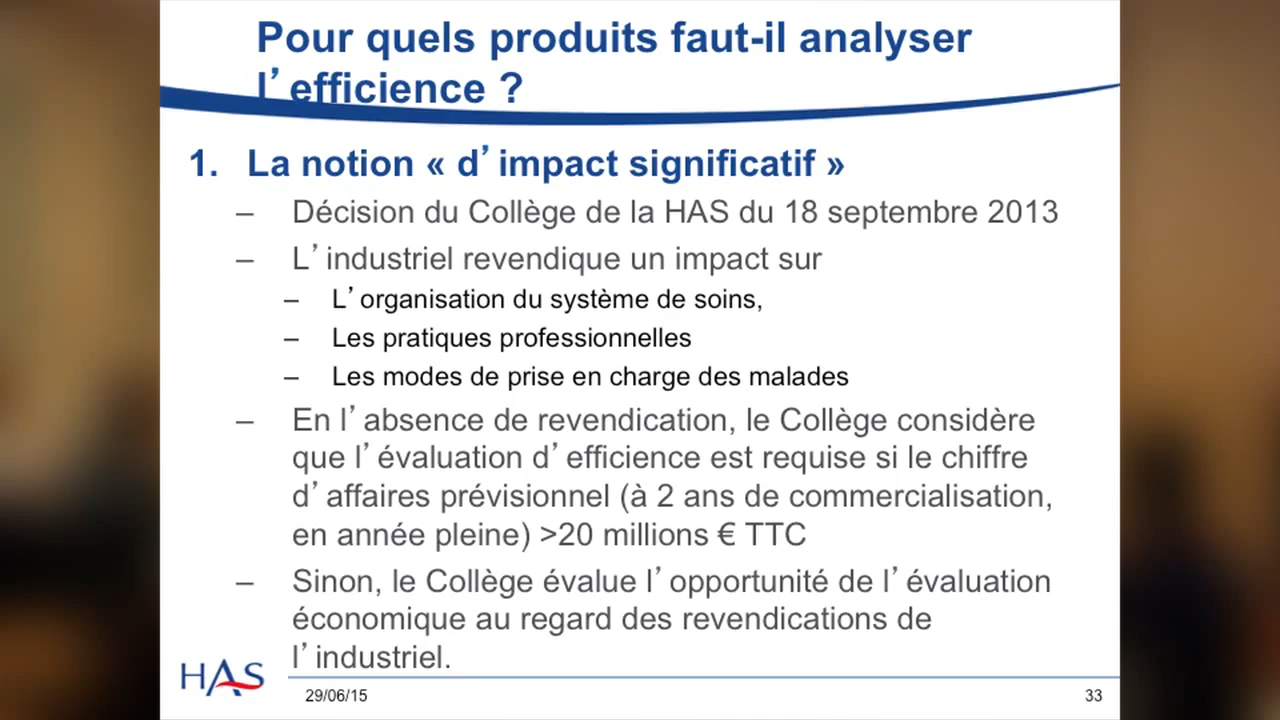 Pour quels produits faut-il analyser
l’efficience ?
1. La notion « d’impact significatif »
– Décision du Collège de la HAS du 18 septembre 2013
– L’industriel revendique un impact sur
– L’organisation du système de soins,
– Les pratiques professionnelles
– Les modes de prise en charge des malades
– En l’absence de revendication, le Collège considère
que l’évaluation d’efficience est requise si le chiffre
d’affaires prévisionnel (à 2 ans de commercialisation,
en année pleine) >20 millions € TTC
– Sinon, le Collège évalue l’opportunité de l’évaluation
économique au regard des revendications de
l’industriel.
HAS
29/06/15
33